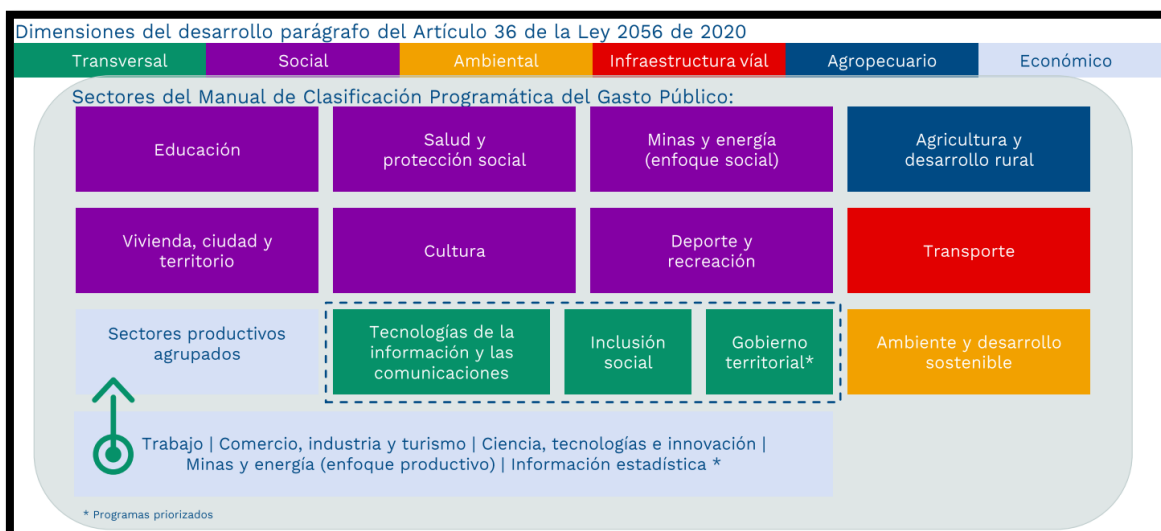 Dimensiones del desarrollo parágrafo del Artículo 36 de la Ley 2056 de 2020
Transversal
Social
Ambiental
Infraestructura víal
Agropecuario
Económico
Sectores del Manual de Clasificación Programática del Gasto Público:
Educación
Salud y
protección social
Minas y energía
(enfoque social)
Agricultura y
desarrollo rural
Vivienda, ciudad y
territorio
Cultura
Deporte y
recreación
Transporte
Sectores productivos
agrupados
Tecnologías de la
información y las
comunicaciones
Inclusión
social
Gobierno
territorial*
Ambiente y desarrollo
sostenible
Trabajo | Comercio, industria y turismo | Ciencia, tecnologías e innovación |
Minas y energía (enfoque productivo) | Información estadística *
* Programas priorizados